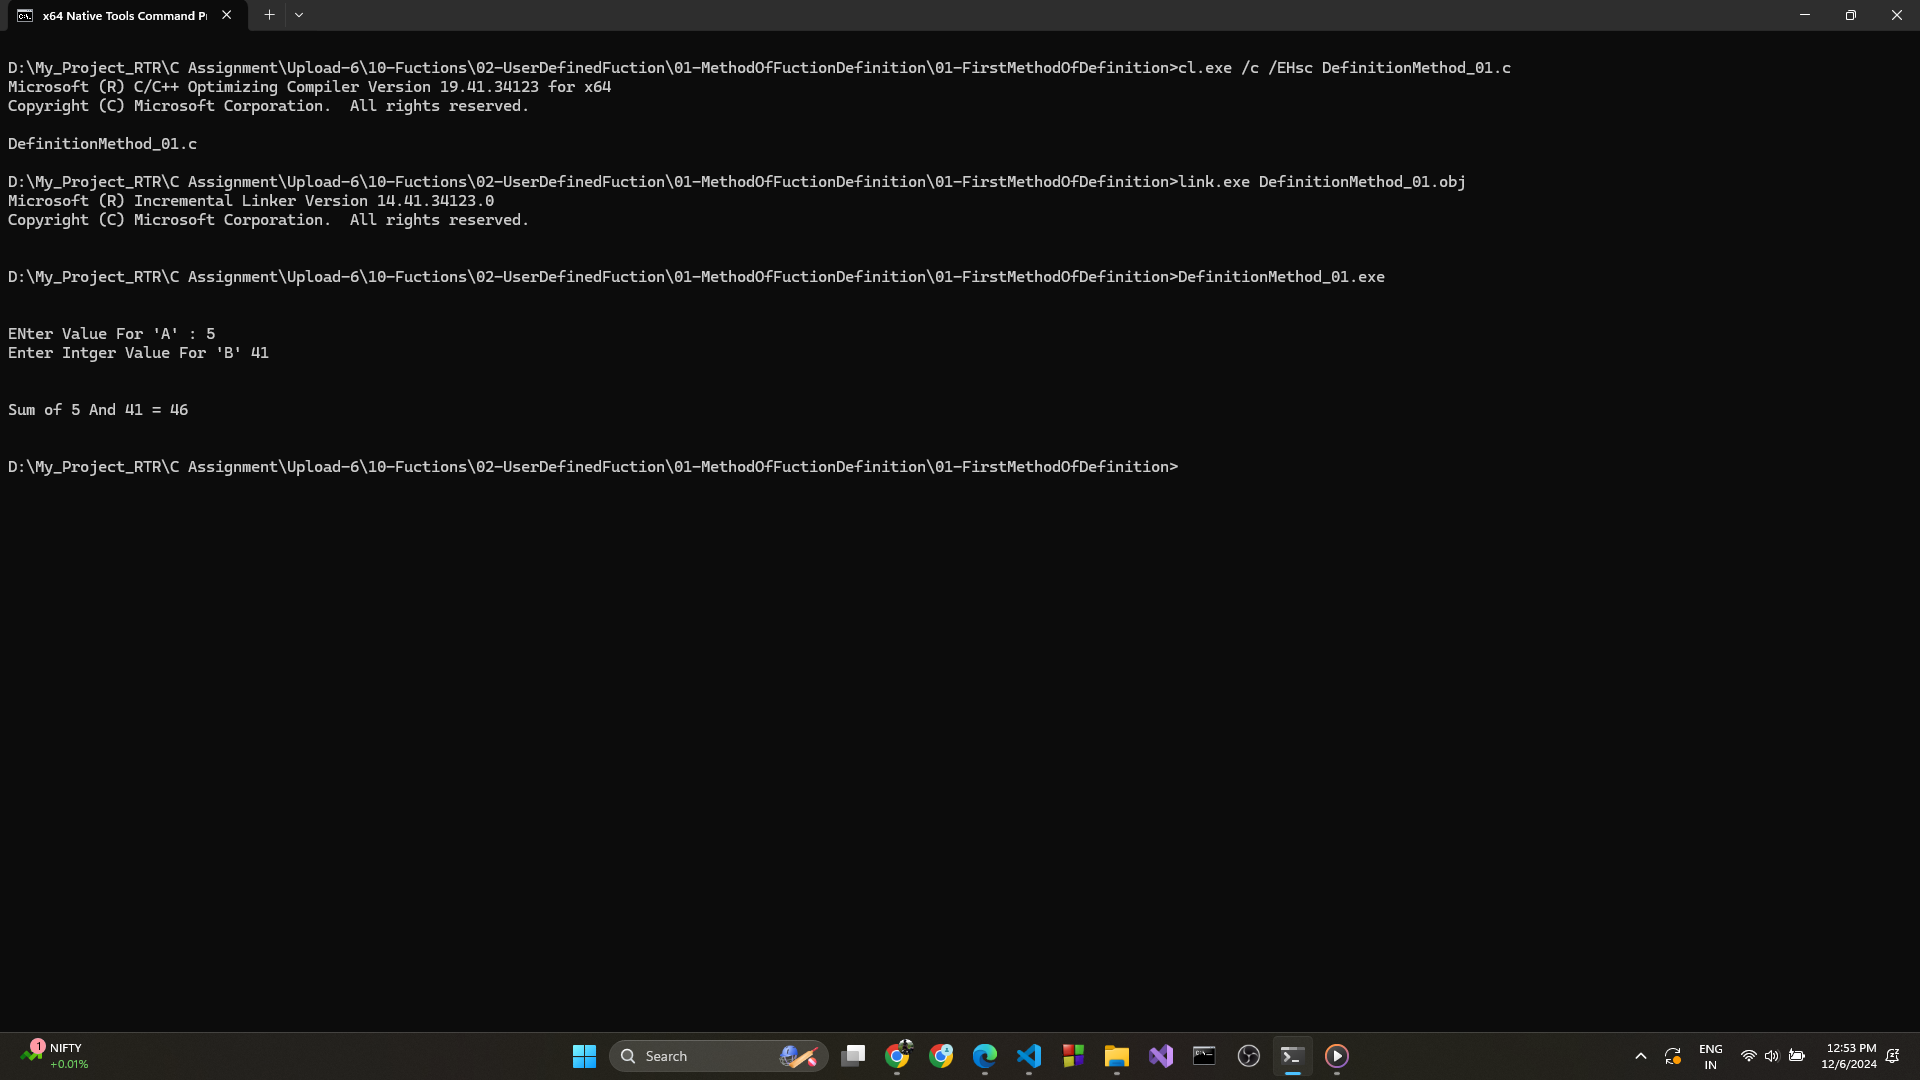 x64 Native Tools Command P
D:\My_Project_RTR\C Assignment\Upload-6\10-Fuctions\02-UserDefinedFuction\01-MethodOfFuctionDefinition\01-FirstMethodOfDefinition>cl.exe /c /EHsc DefinitionMethod_01.c
Microsoft (R) C/C++ Optimizing Compiler Version 19.41.34123 for x64
Copyright (C) Microsoft Corporation.  All rights reserved.
DefinitionMethod_01.c
D:\My_Project_RTR\C Assignment\Upload-6\10-Fuctions\02-UserDefinedFuction\01-MethodOfFuctionDefinition\01-FirstMethodOfDefinition>link.exe DefinitionMethod_01.obj
Microsoft (R) Incremental Linker Version 14.41.34123.0
Copyright (C) Microsoft Corporation.  All rights reserved.
D:\My_Project_RTR\C Assignment\Upload-6\10-Fuctions\02-UserDefinedFuction\01-MethodOfFuctionDefinition\01-FirstMethodOfDefinition>DefinitionMethod_01.exe
ENter Value For 'A' : 5
Enter Intger Value For 'B' 41
Sum of 5 And 41 = 46
D:\My_Project_RTR\C Assignment\Upload-6\10-Fuctions\02-UserDefinedFuction\01-MethodOfFuctionDefinition\01-FirstMethodOfDefinition>
1
NIFTY
+0.01%
Search
ENG
IN
12:53 PM
12/6/2024